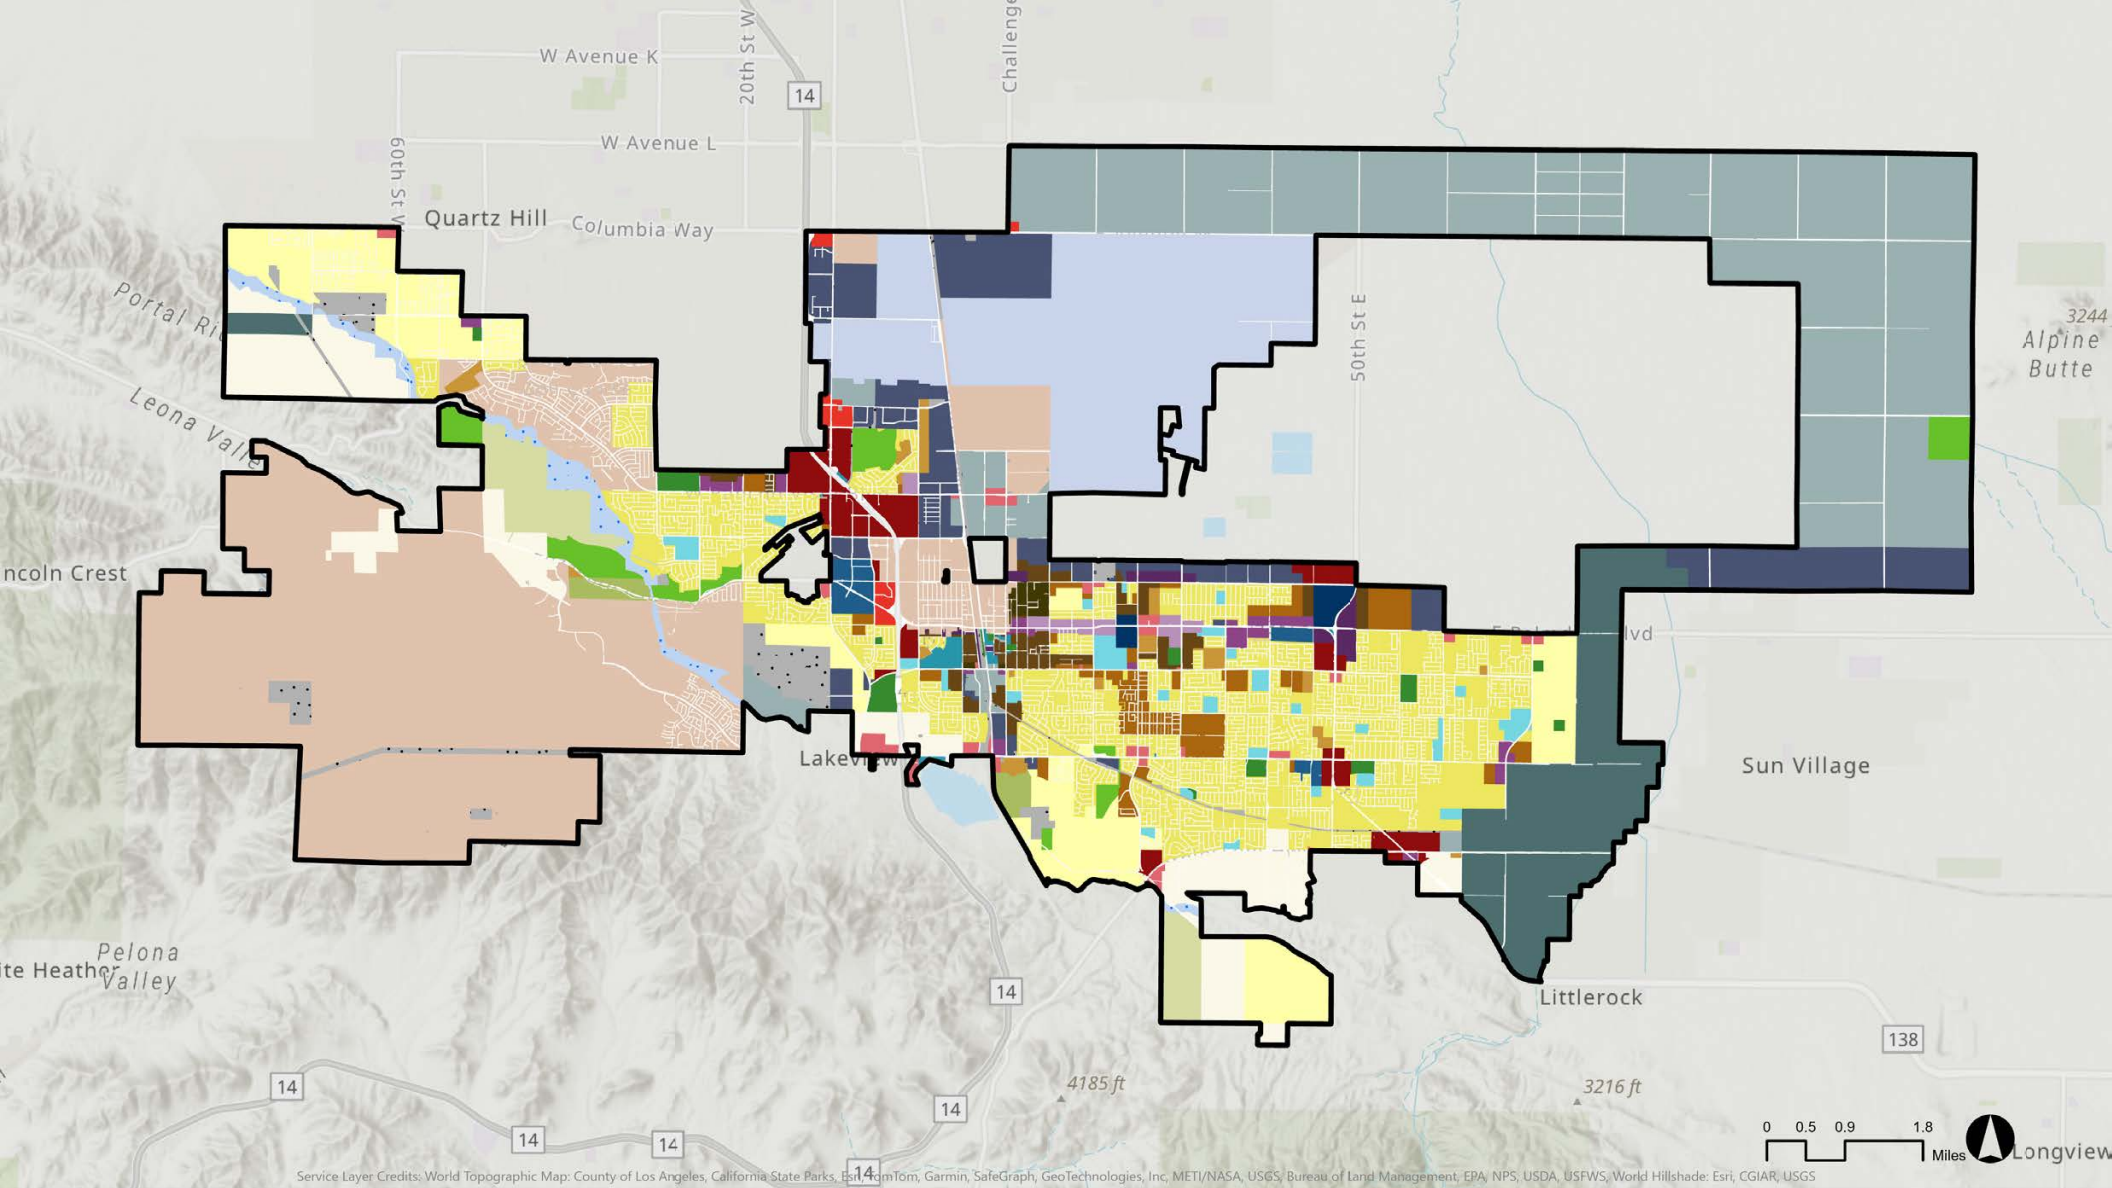 W Avenue K
20th St W
Challenge
14
W Avenue L
60th St W
Quartz Hill
Columbia Way
Portal Ri
50th St E
3244
Alpine
Butte
Leona Valle
ncoln Crest
lvd
Lakeview
Sun Village
Pelona
Valley
ite Heather
14
Littlerock
138
4185 ft
3216 ft
14
14
14
14
14
0 0.5 0.9 1.8
Miles
Longview
Service Layer Credits: World Topographic Map: County of Los Angeles, California State Parks, Esri, TomTom, Garmin, SafeGraph, GeoTechnologies, Inc, METI/NASA, USGS, Bureau of Land Management, EPA, NPS, USDA, USFWS, World Hillshade: Esri, CGIAR, USGS